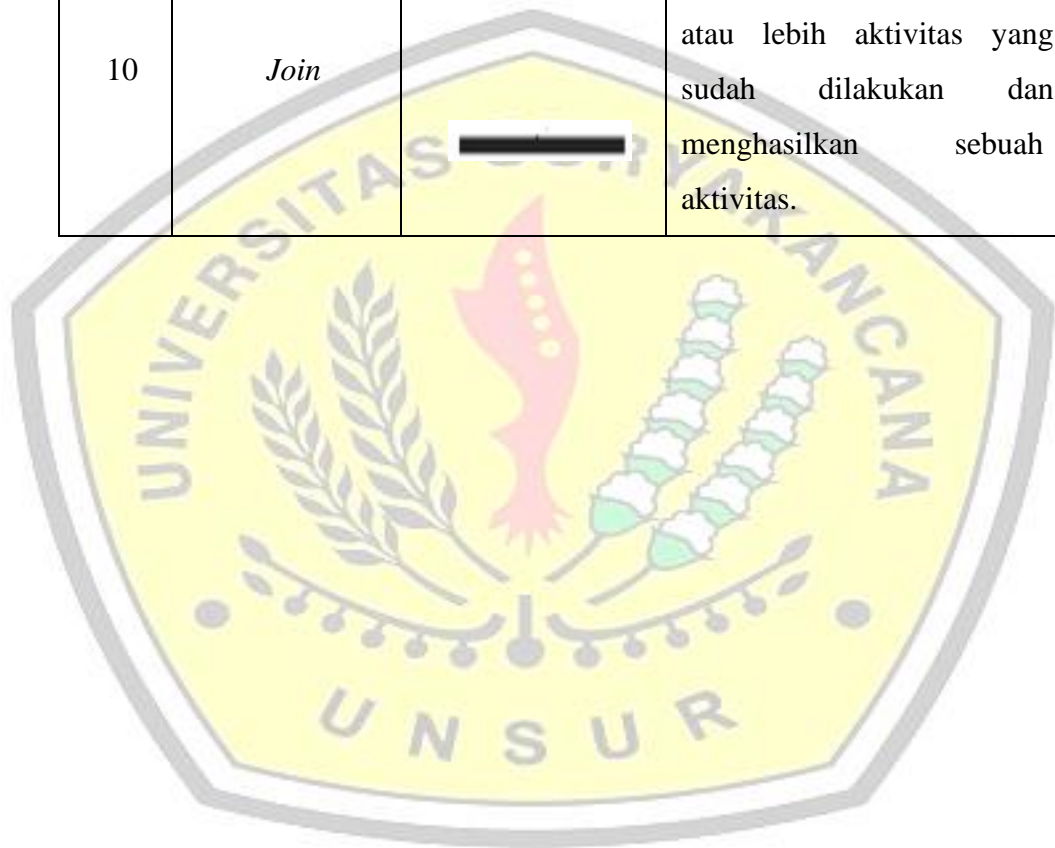 10
Join
atau lebih aktivitas yang
sudah dilakukan dan
menghasilkan sebuah
aktivitas.
UNIVERSITAS SURYAKANCANA
UNSUR